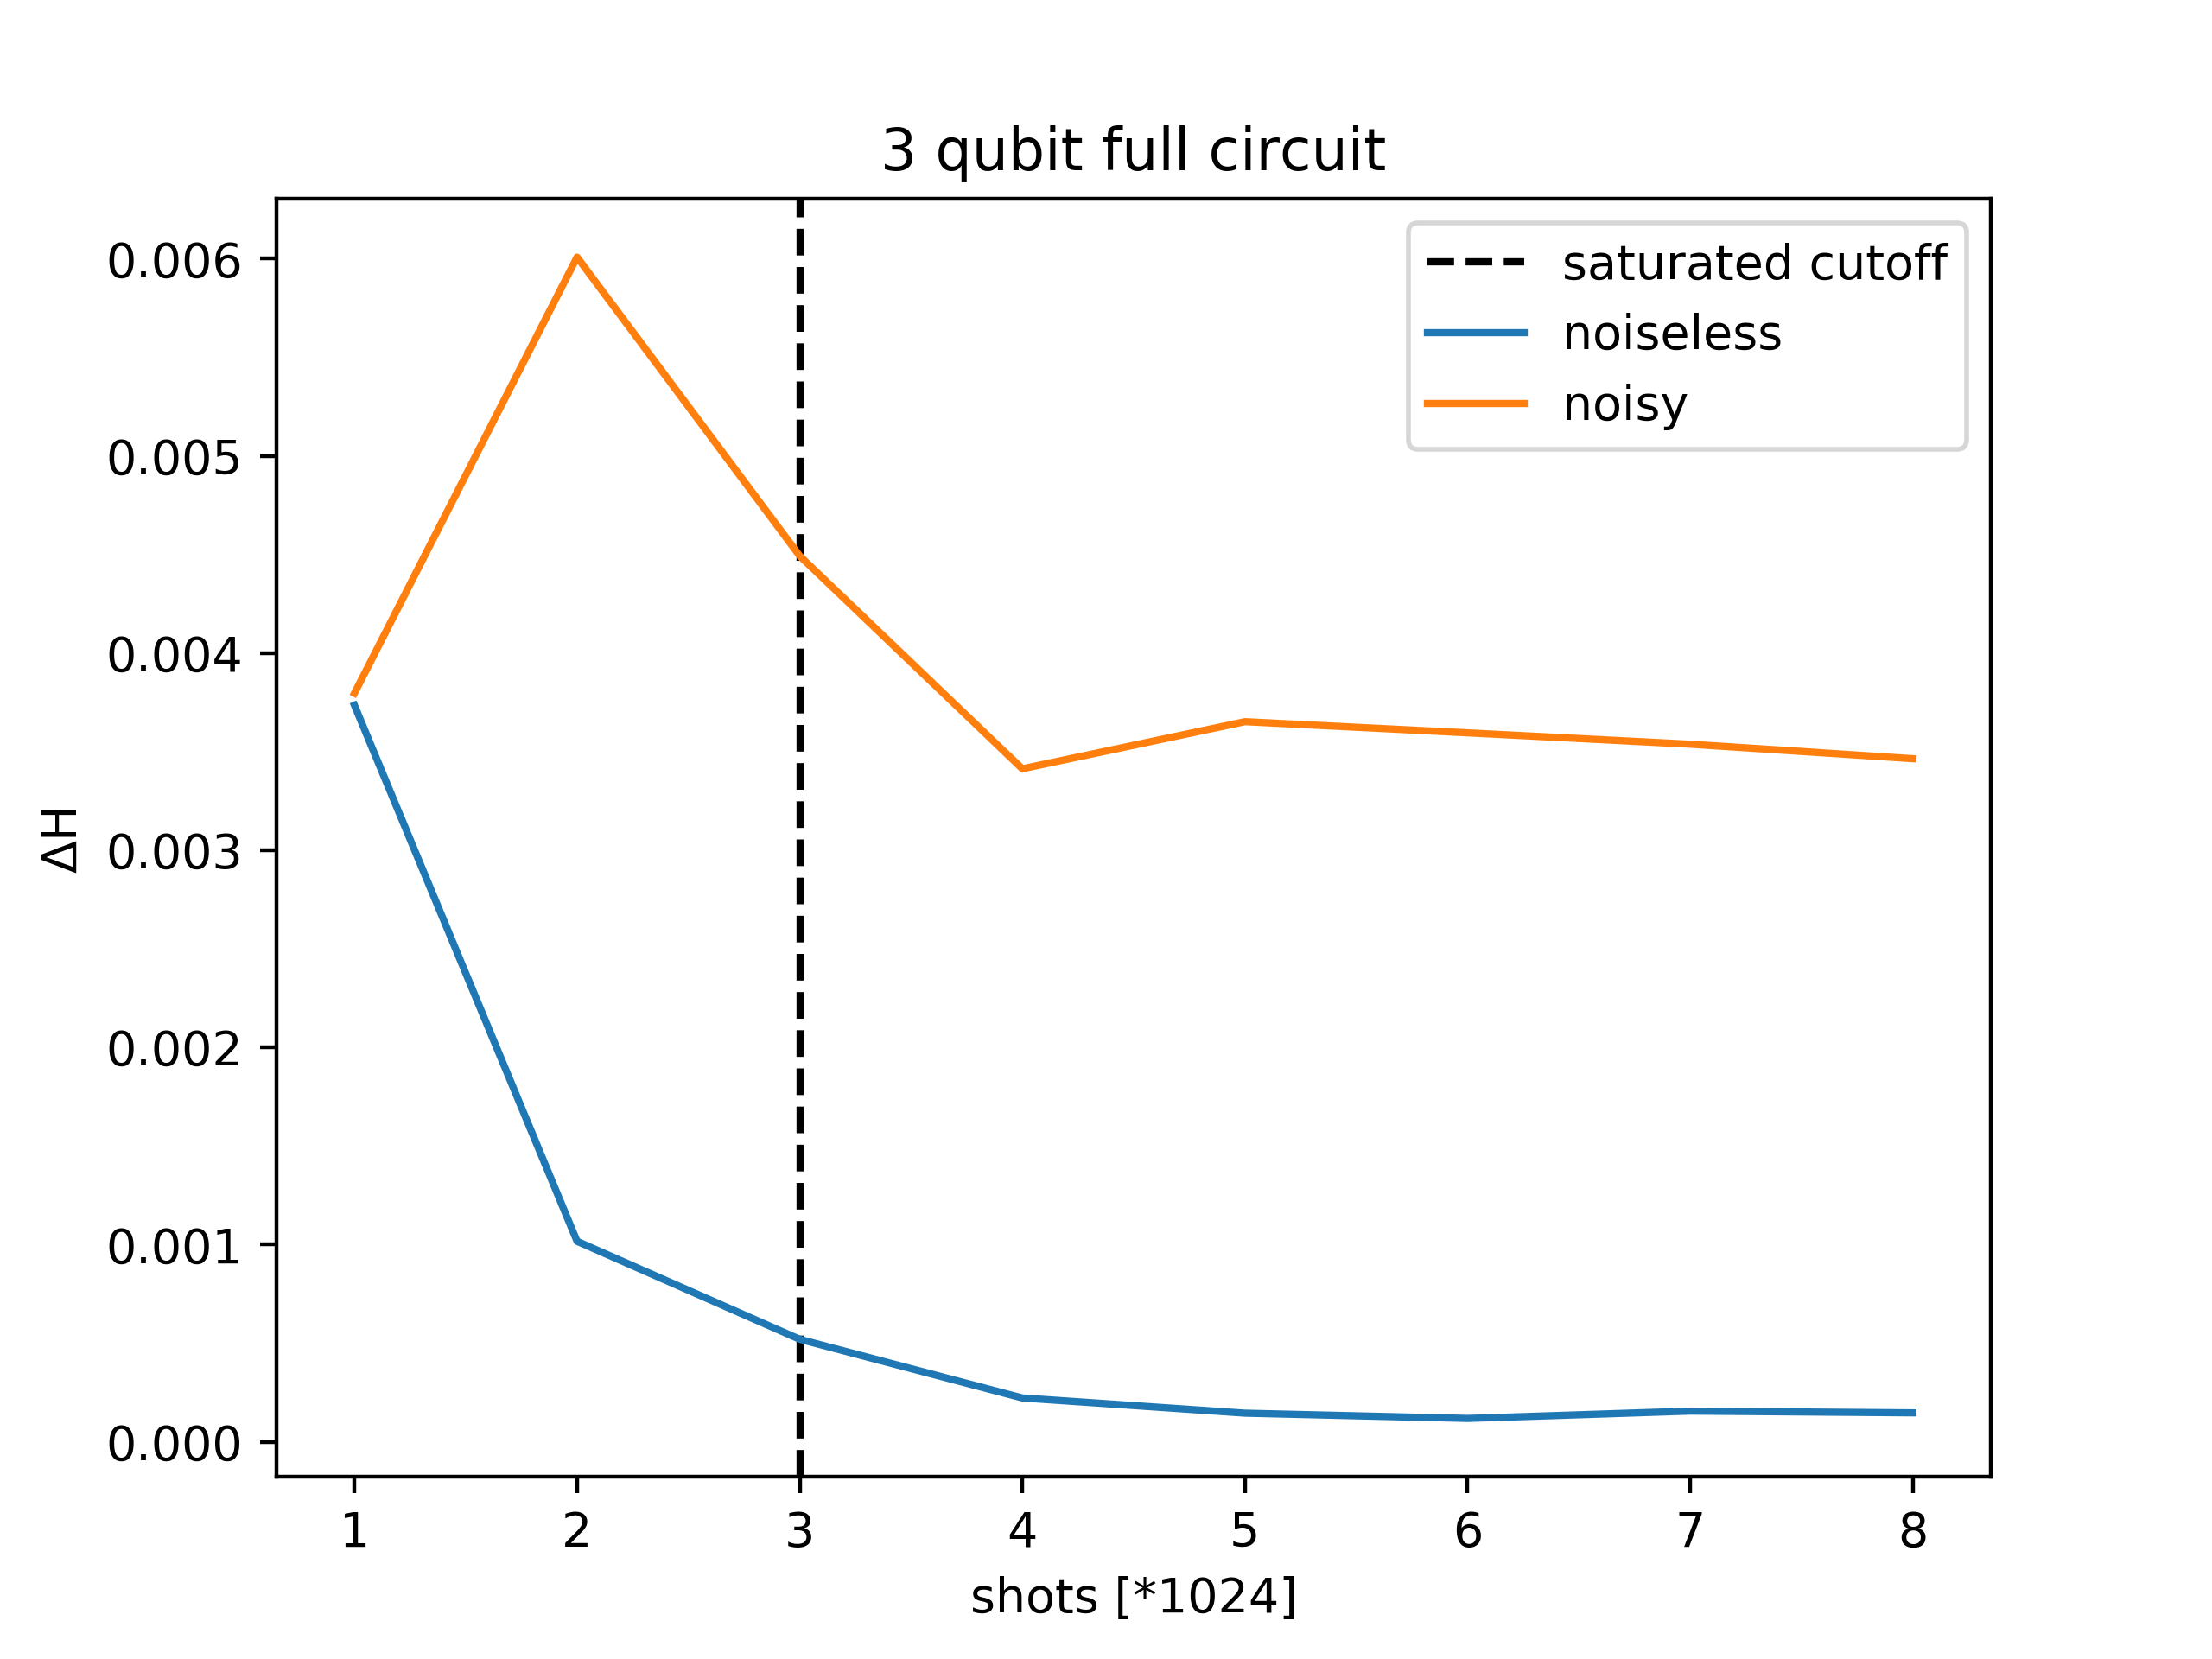 3 qubit full circuit
saturated cutoff
noiseless
noisy
0.006
0.005
0.004
0.003
0.002
0.001
0.000
ΔH
1 2 3 4 5 6 7 8
shots [*1024]